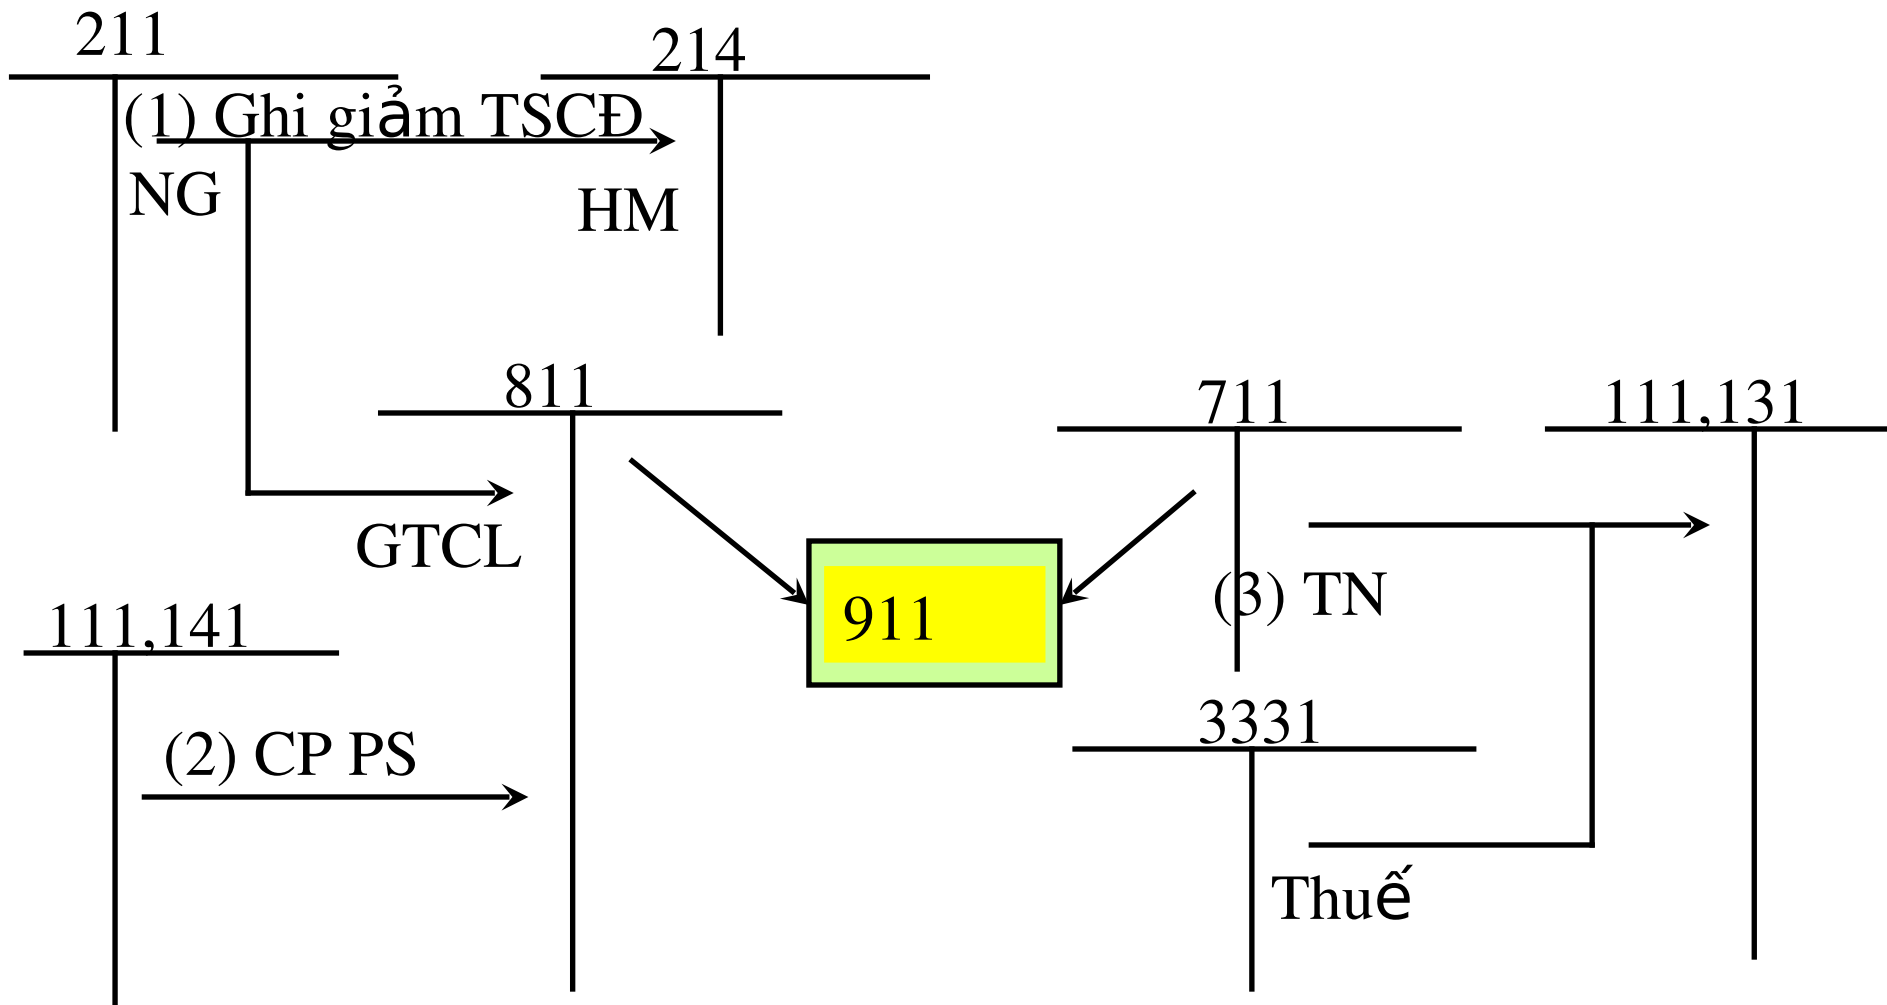 211
214
(1) Ghi giảm TSCĐ
NG
HM
811
711
111,131
GTCL
(3) TN
911
111,141
3331
(2) CP PS
Thuế